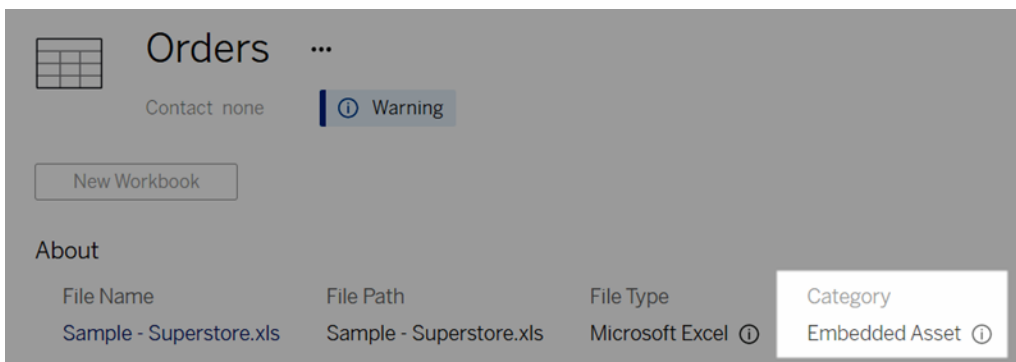 Orders ...
Contact none
Warning
New Workbook
About
File Name File Path File Type Category
Sample - Superstore.xls Sample - Superstore.xls Microsoft Excel Embedded Asset